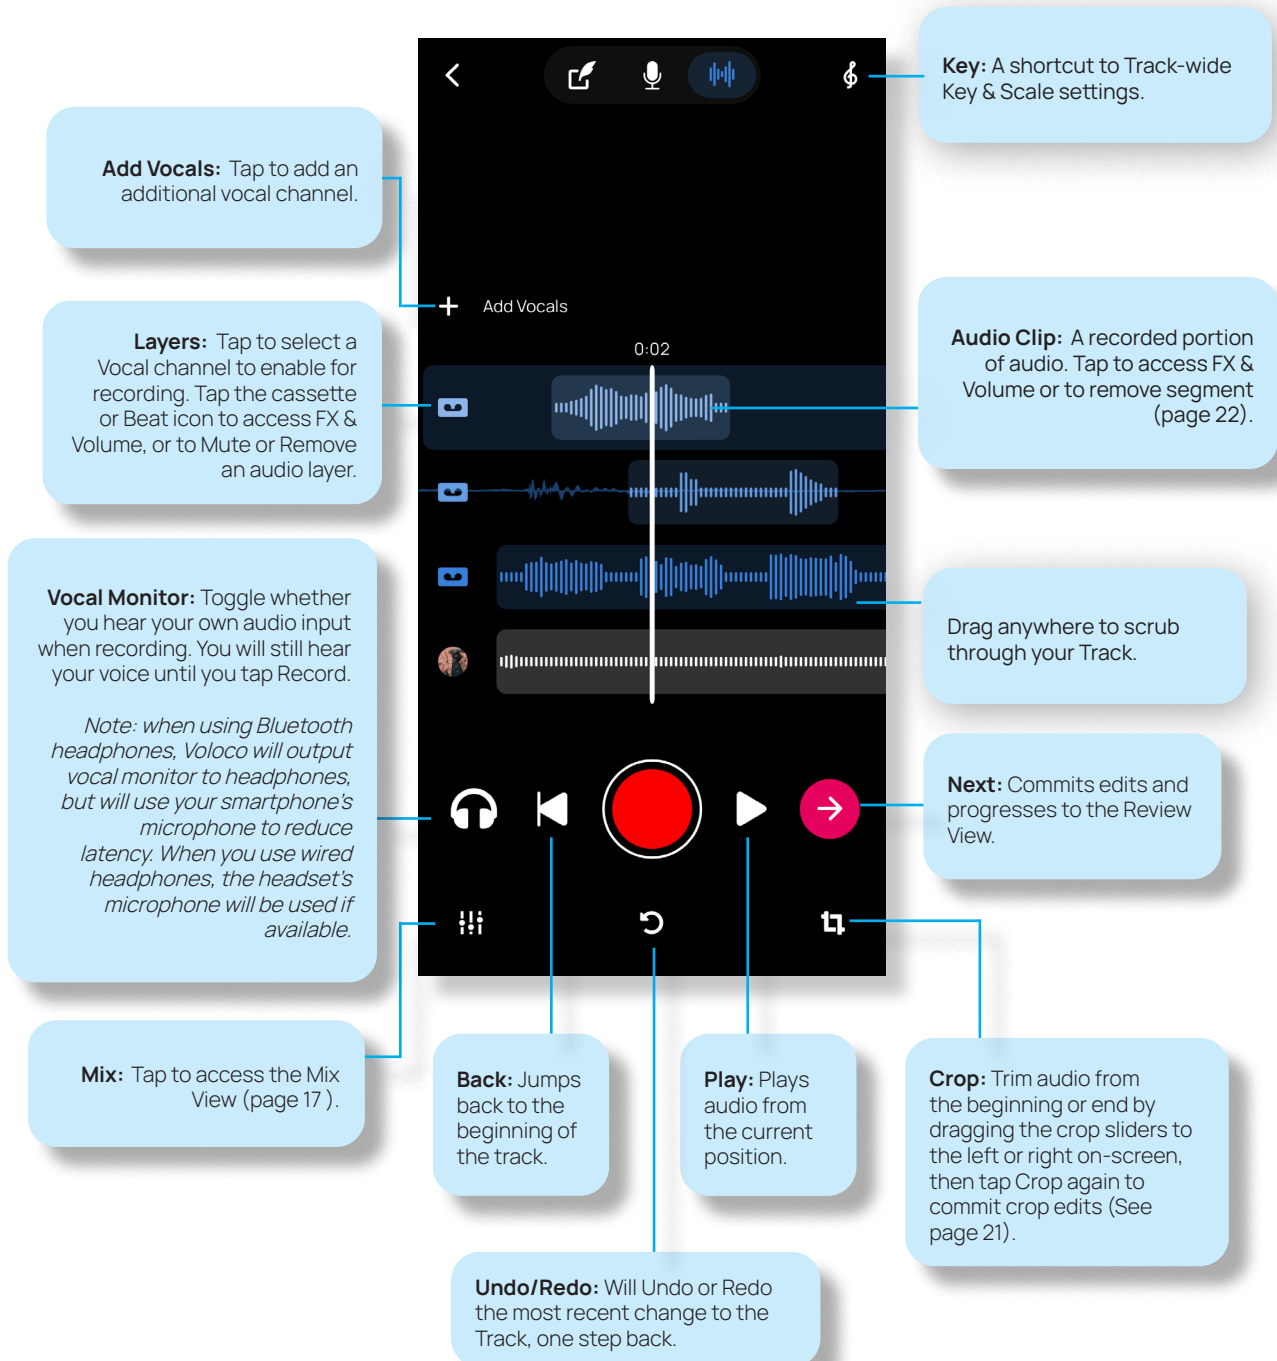 Key: A shortcut to Track-wide
Key & Scale settings.
Add Vocals: Tap to add an
additional vocal channel.
Add Vocals
Layers: Tap to select a
Vocal channel to enable for
recording. Tap the cassette
or Beat icon to access FX &
Volume, or to Mute or Remove
an audio layer.
0:02
Audio Clip: A recorded portion
of audio. Tap to access FX &
Volume or to remove segment
(page 22).
Vocal Monitor: Toggle whether
you hear your own audio input
when recording. You will still hear
your voice until you tap Record.
Note: when using Bluetooth
headphones, Voloco will output
vocal monitor to headphones,
but will use your smartphone's
microphone to reduce
latency. When you use wired
headphones, the headset's
microphone will be used if
available.
Drag anywhere to scrub
through your Track.
Next: Commits edits and
progresses to the Review
View.
Mix: Tap to access the Mix
View (page 17 ).
Back: Jumps
back to the
beginning of
the track.
Play: Plays
audio from
the current
position.
Crop: Trim audio from
the beginning or end by
dragging the crop sliders to
the left or right on-screen,
then tap Crop again to
commit crop edits (See
page 21).
Undo/Redo: Will Undo or Redo
the most recent change to the
Track, one step back.